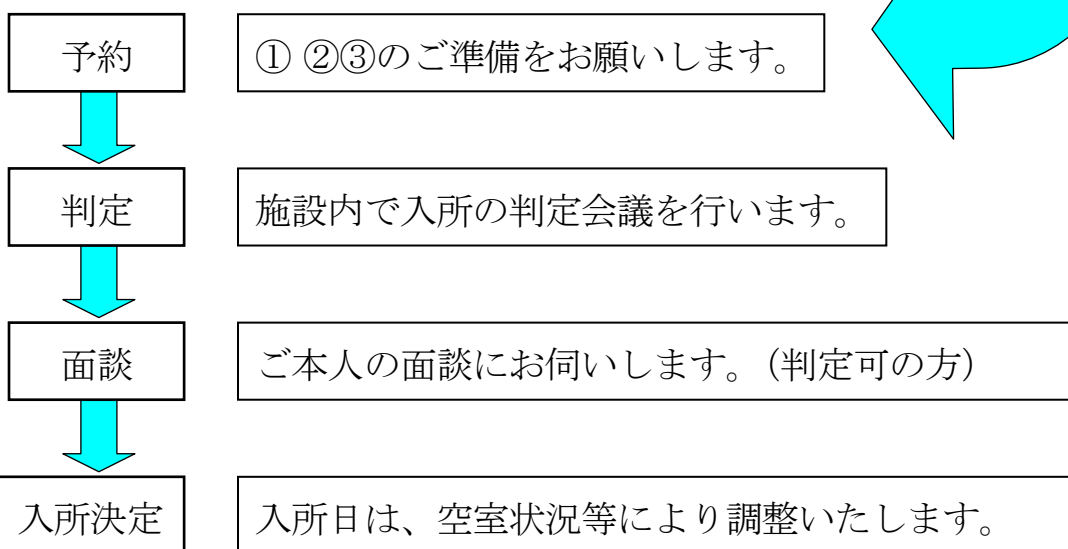 予約
① ②③のご準備をお願いします。
判定
施設内で入所の判定会議を行います。
面談
ご本人の面談にお伺いします。(判定可の方)
入所決定
入所日は、空室状況等により調整いたします。